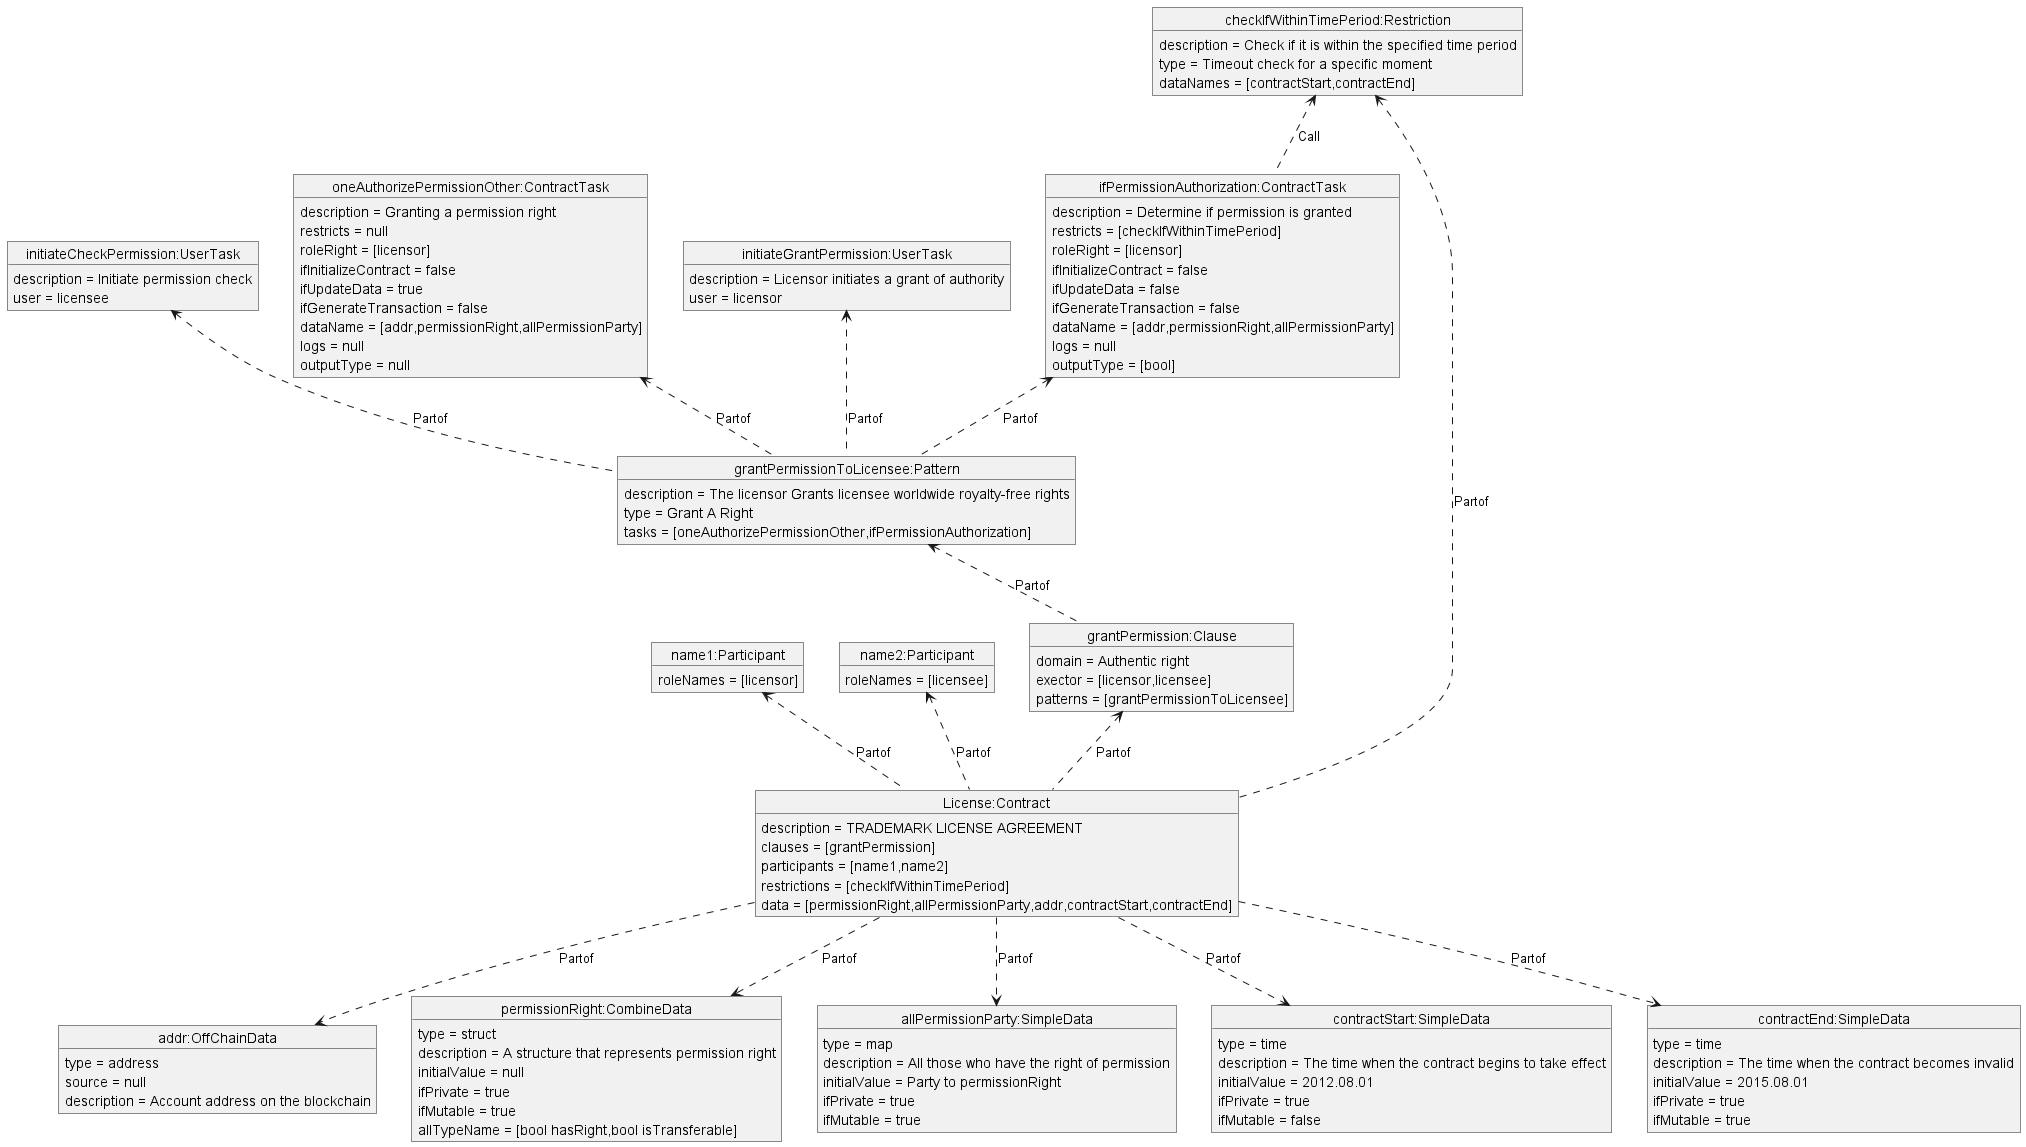 checkIfWithinTimePeriod:Restriction
description = Check if it is within the specified time period
type = Timeout check for a specific moment
dataNames = [contractStart,contractEnd]
Call
oneAuthorizePermissionOther:ContractTask
description = Granting a permission right
restricts = null
roleRight = [licensor]
ifInitializeContract = false
ifUpdateData = true
ifGenerateTransaction = false
dataName = [addr,permissionRight,allPermissionParty]
logs = null
outputType = null
ifPermissionAuthorization:ContractTask
description = Determine if permission is granted
restricts = [checkIfWithinTimePeriod]
roleRight = [licensor]
ifInitializeContract = false
ifUpdateData = false
ifGenerateTransaction = false
dataName = [addr,permissionRight,allPermissionParty]
logs = null
outputType = [bool]
initiateCheckPermission:UserTask
description = Initiate permission check
user = licensee
initiateGrantPermission:UserTask
description = Licensor initiates a grant of authority
user = licensor
Partof
Partof
Partof
Partof
grantPermissionToLicensee:Pattern
description = The licensor Grants licensee worldwide royalty-free rights
type = Grant A Right
tasks = [oneAuthorizePermissionOther,ifPermissionAuthorization]
Partof
Partof
name1:Participant
roleNames = [licensor]
name2:Participant
roleNames = [licensee]
grantPermission:Clause
domain = Authentic right
exector = [licensor,licensee]
patterns = [grantPermissionToLicensee]
Partof
Partof
Partof
License:Contract
description = TRADEMARK LICENSE AGREEMENT
clauses = [grantPermission]
participants = [name1,name2]
restrictions = [checkIfWithinTimePeriod]
data = [permissionRight,allPermissionParty,addr,contractStart,contractEnd]
Partof
Partof
Partof
Partof
Partof
addr:OffChainData
type = address
source = null
description = Account address on the blockchain
permissionRight:CombineData
type = struct
description = A structure that represents permission right
initialValue = null
ifPrivate = true
ifMutable = true
allTypeName = [bool hasRight,bool isTransferable]
allPermissionParty:SimpleData
type = map
description = All those who have the right of permission
initialValue = Party to permissionRight
ifPrivate = true
ifMutable = true
contractStart:SimpleData
type = time
description = The time when the contract begins to take effect
initialValue = 2012.08.01
ifPrivate = true
ifMutable = false
contractEnd:SimpleData
type = time
description = The time when the contract becomes invalid
initialValue = 2015.08.01
ifPrivate = true
ifMutable = true